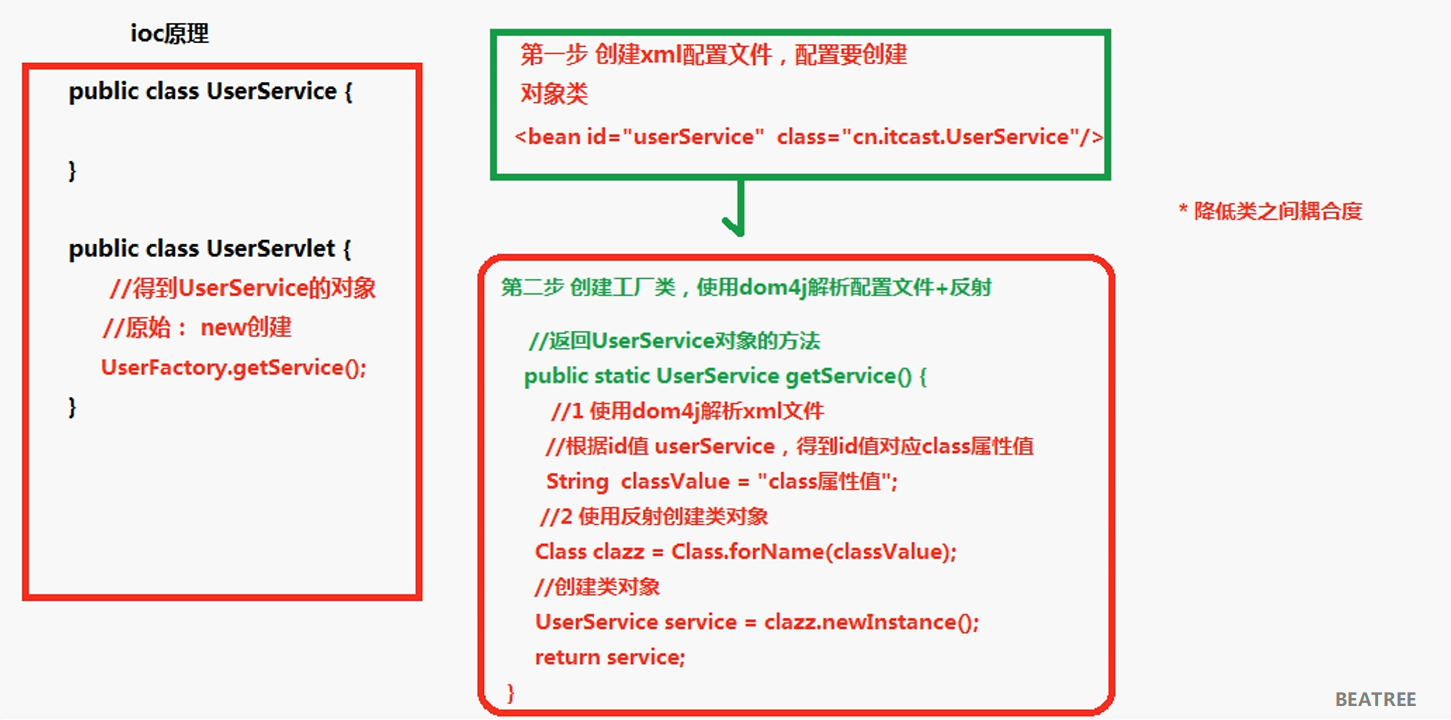 ioc原理
public class UserService {
}
public class UserServlet {
//得到UserService的对象
//原始： new创建
UserFactory.getService();
}
第一步 创建xml配置文件，配置要创建
对象类
<bean id="userService"  class="cn.itcast.UserService"/>
第二步 创建工厂类，使用dom4j解析配置文件+反射
//返回UserService对象的方法
public static UserService getService() {
//1 使用dom4j解析xml文件
//根据id值 userService，得到id值对应class属性值
String  classValue = "class属性值";
//2 使用反射创建类对象
Class clazz = Class.forName(classValue);
//创建类对象
UserService service = clazz.newInstance();
return service;
}
* 降低类之间耦合度
BEATREE